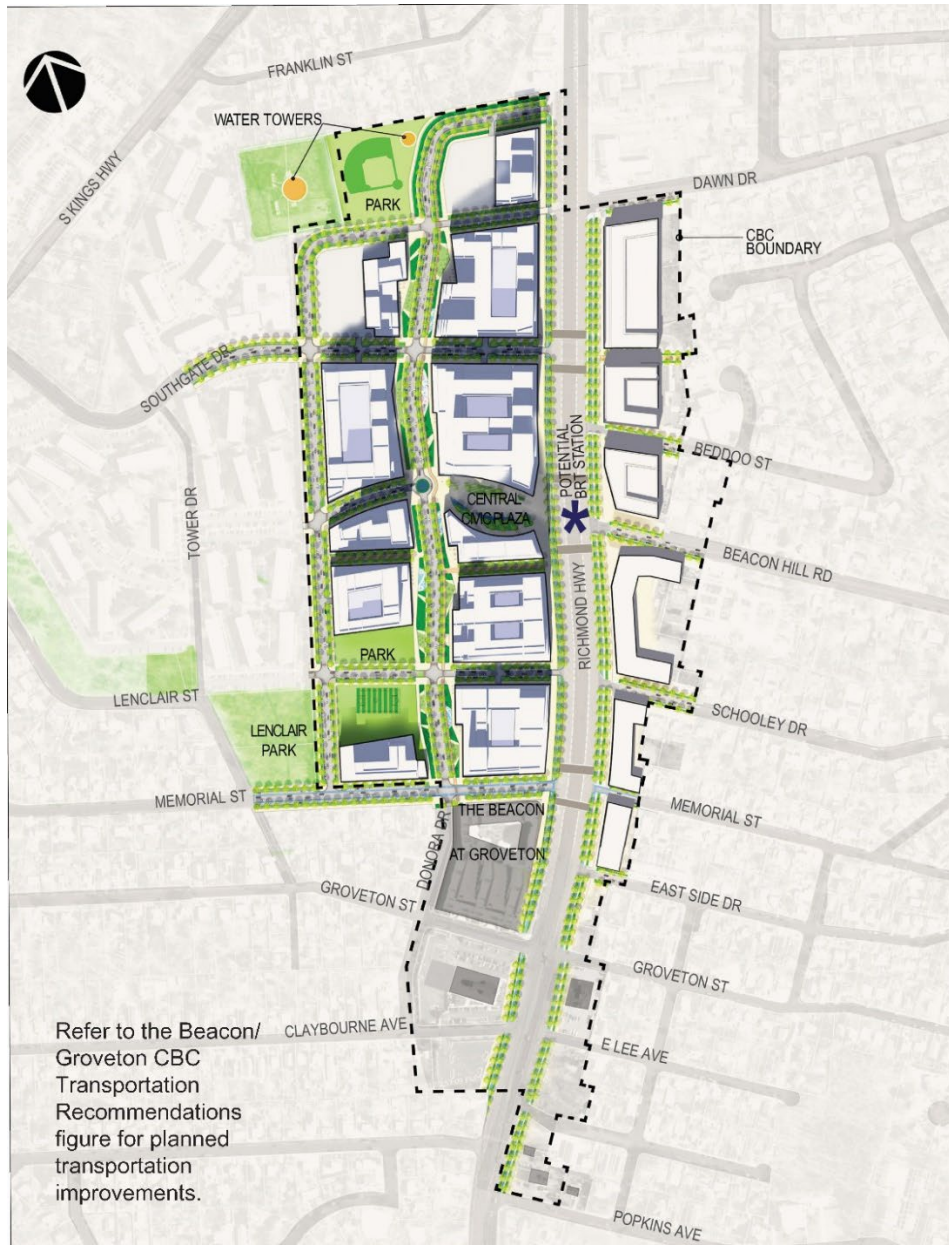 FRANKLIN ST
WATER TOWERS
S KINGS HWY
PARK
DAWN DR
CBC
BOUNDARY
SOUTHGATE DR
POTENTIAL
BRT STATION
BEDDOO ST
TOWER DR
CENTRAL
CIVIC PLAZA
BEACON HILL RD
RICHMOND HWY
PARK
LENCLAIR ST
SCHOOLEY DR
LENCLAIR
PARK
MEMORIAL ST
MEMORIAL ST
THE BEACON
AT GROVETON
DONORA DR
EAST SIDE DR
GROVETON ST
GROVETON ST
CLAYBOURNE AVE
E LEE AVE
Refer to the Beacon/
Groveton CBC
Transportation
Recommendations
figure for planned
transportation
improvements.
POPKINS AVE